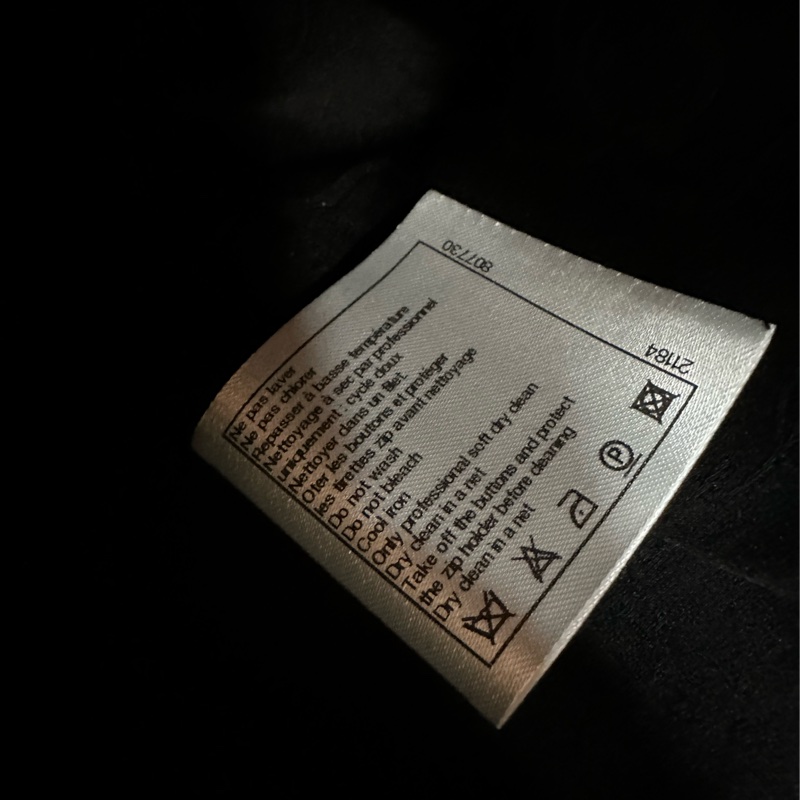 807730
21184
Ne pas laver
Ne pas chlorer
Repasser à basse température
Nettoyage à sec par professionnel
uniquement : cycle doux
Nettoyer dans un filet
Oter les boutons et protéger
les tirettes zip avant nettoyage
Do not wash
Do not bleach
Cool iron
Only professional soft dry clean
Dry clean in a net
Take off the buttons and protect
the zip holder before cleaning
Dry clean in a net
P